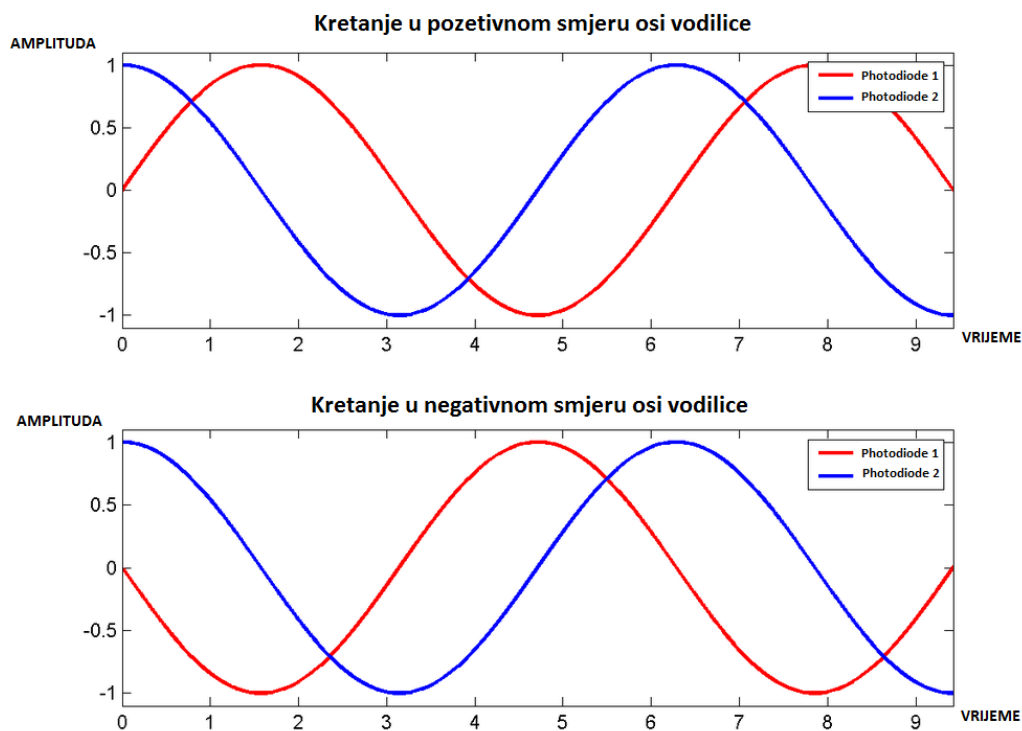 Kretanje u pozetivnom smjeru osi vodilice
AMPLITUDA
1
0.5
0
-0.5
-1
Photodiode 1
Photodiode 2
0 1 2 3 4 5 6 7 8 9
VRIJEME
Kretanje u negativnom smjeru osi vodilice
AMPLITUDA
1
0.5
0
-0.5
-1
Photodiode 1
Photodiode 2
0 1 2 3 4 5 6 7 8 9
VRIJEME